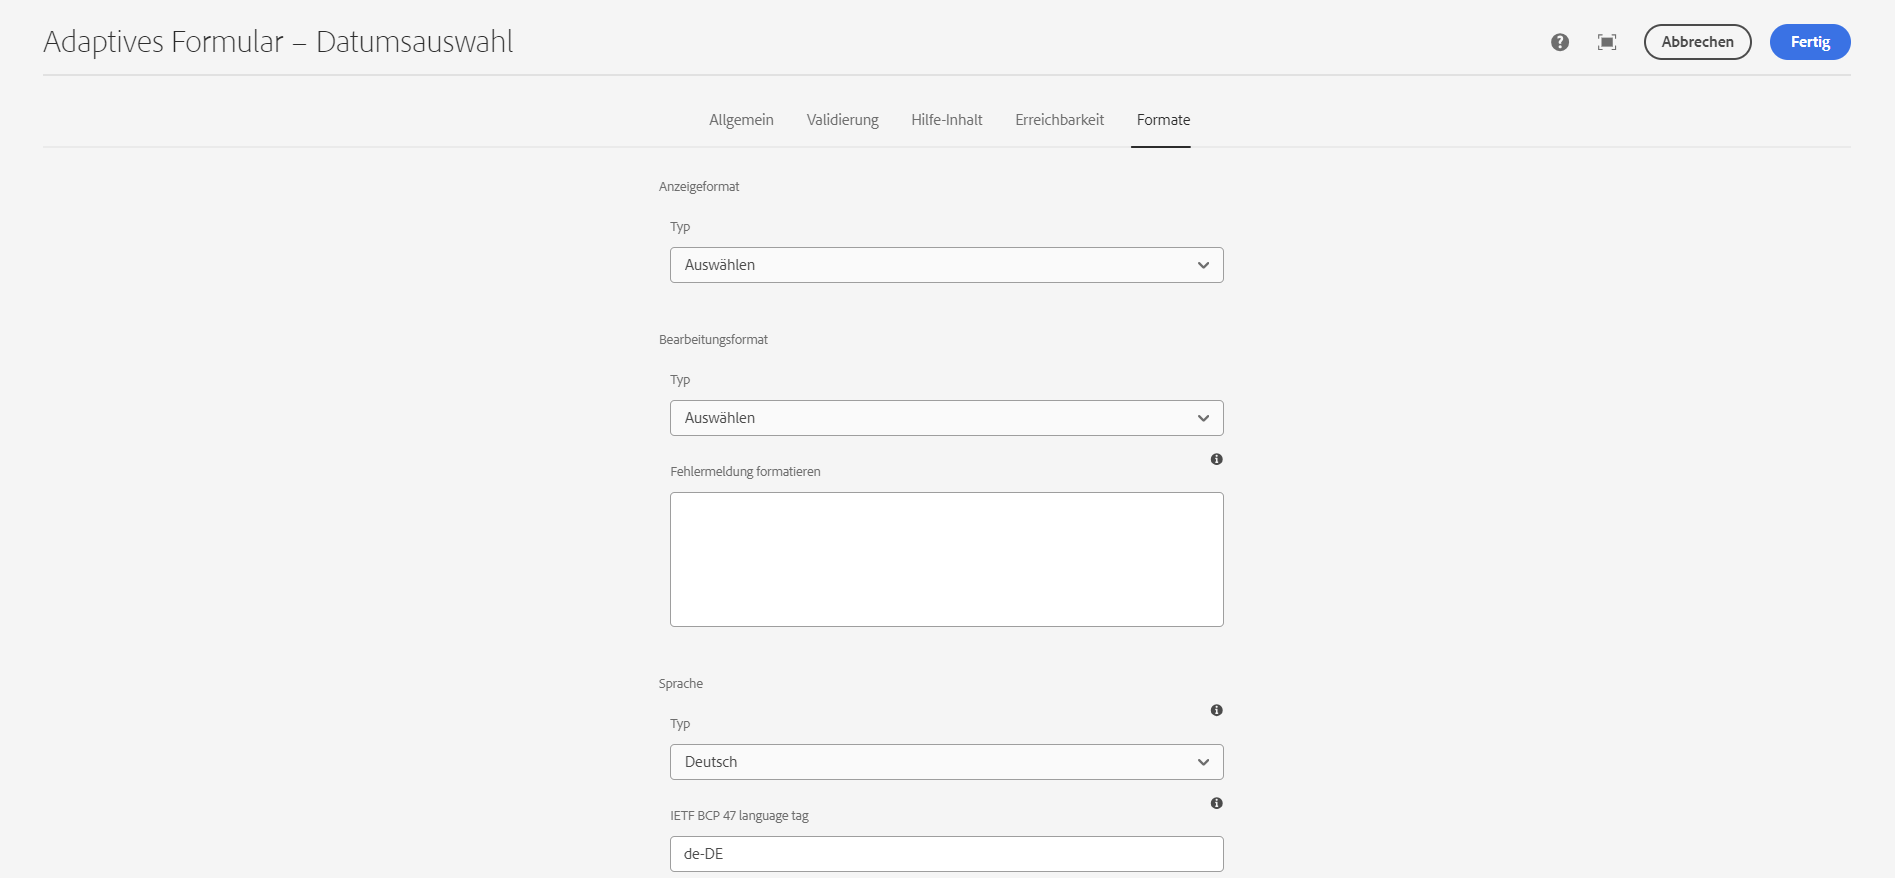 Adaptives Formular – Datumsauswahl
Abbrechen
Fertig
Allgemein
Validierung
Hilfe-Inhalt
Erreichbarkeit
Formate
Anzeigeformat
Typ
Auswählen
Bearbeitungsformat
Typ
Auswählen
Fehlermeldung formatieren
Sprache
Typ
Deutsch
IETF BCP 47 language tag
de-DE